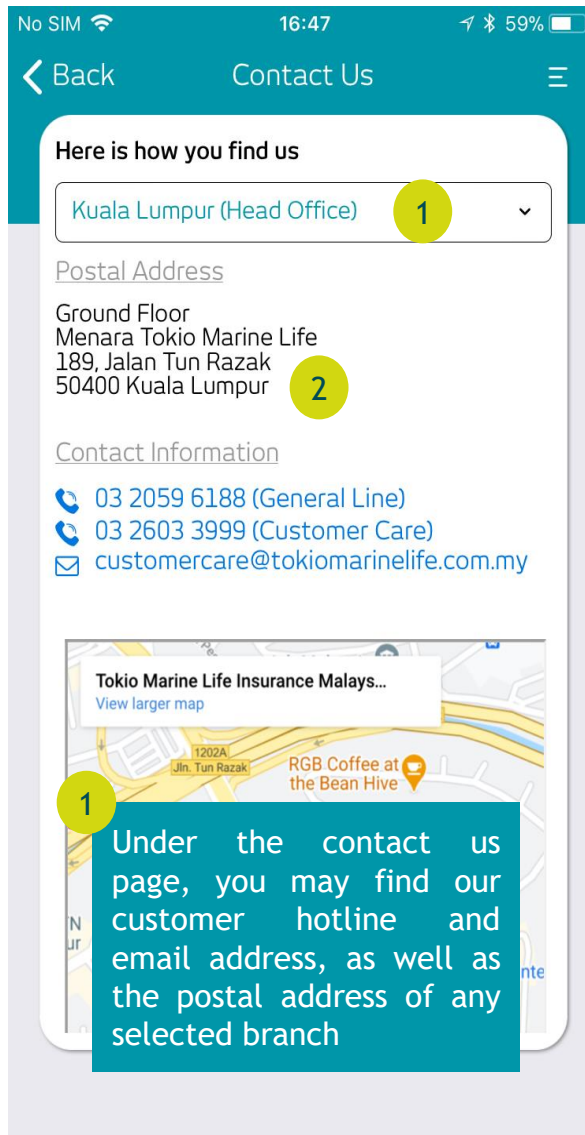 No SIM 16:47 59%
Back Contact Us
Here is how you find us
Kuala Lumpur (Head Office) 1
Postal Address
Ground Floor
Menara Tokio Marine Life
189, Jalan Tun Razak
50400 Kuala Lumpur 2
Contact Information
03 2059 6188 (General Line)
03 2603 3999 (Customer Care)
customercare@tokiomarinelife.com.my
Tokio Marine Life Insurance Malays...
View larger map
1202A
Jln. Tun Razak
RGB Coffee at
the Bean Hive
1
Under the contact us
page, you may find our
customer hotline and
email address, as well as
the postal address of any
selected branch